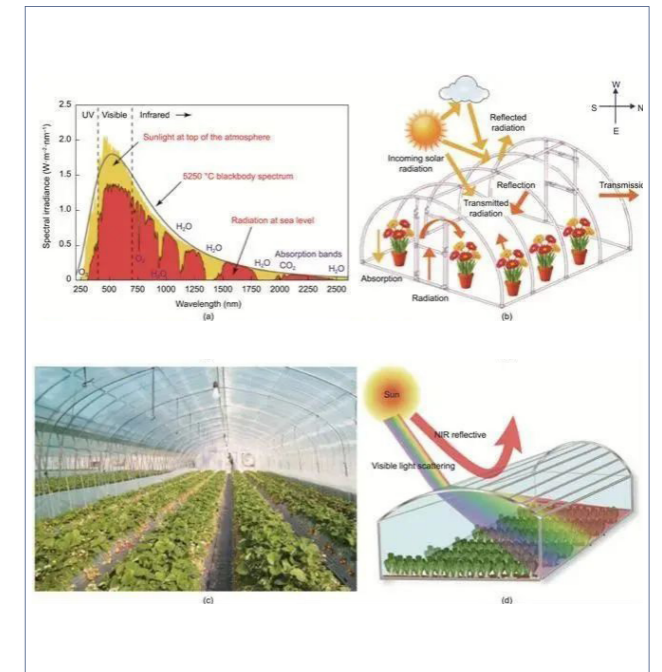 2.5
2.0
1.5
1.0
0.5
0
Spectral irradiance (W·m⁻²·nm⁻¹)
UV Visible Infrared →
Sunlight at top of the atmosphere
5250 °C blackbody spectrum
Radiation at sea level
H₂O
H₂O
H₂O
Absorption bands
CO₂
H₂O
O₃
O₂
H₂O
250 500 750 1000 1250 1500 1750 2000 2250 2500
Wavelength (nm)
(a)
W
S
N
E
Reflected
radiation
Incoming solar
radiation
Reflection
Transmissic
Transmitted
radiation
Absorption
Radiation
(b)
(c)
Sun
NIR reflective
Visible light scattering
(d)